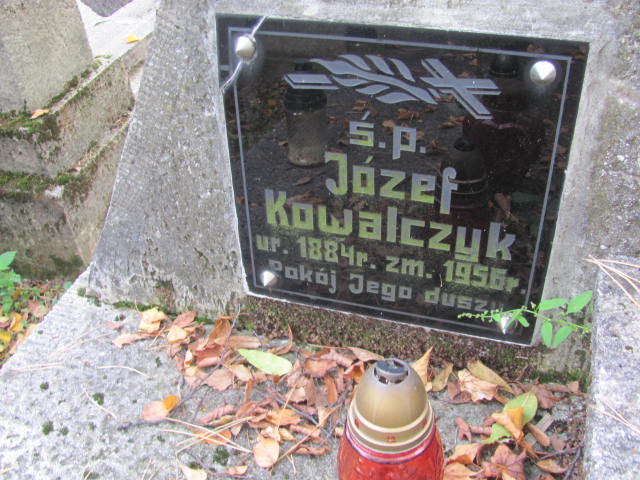 ś.p.
Józef
Kowalczyk
ur. 1884r. zm. 1956r.
Pokój Jego duszy